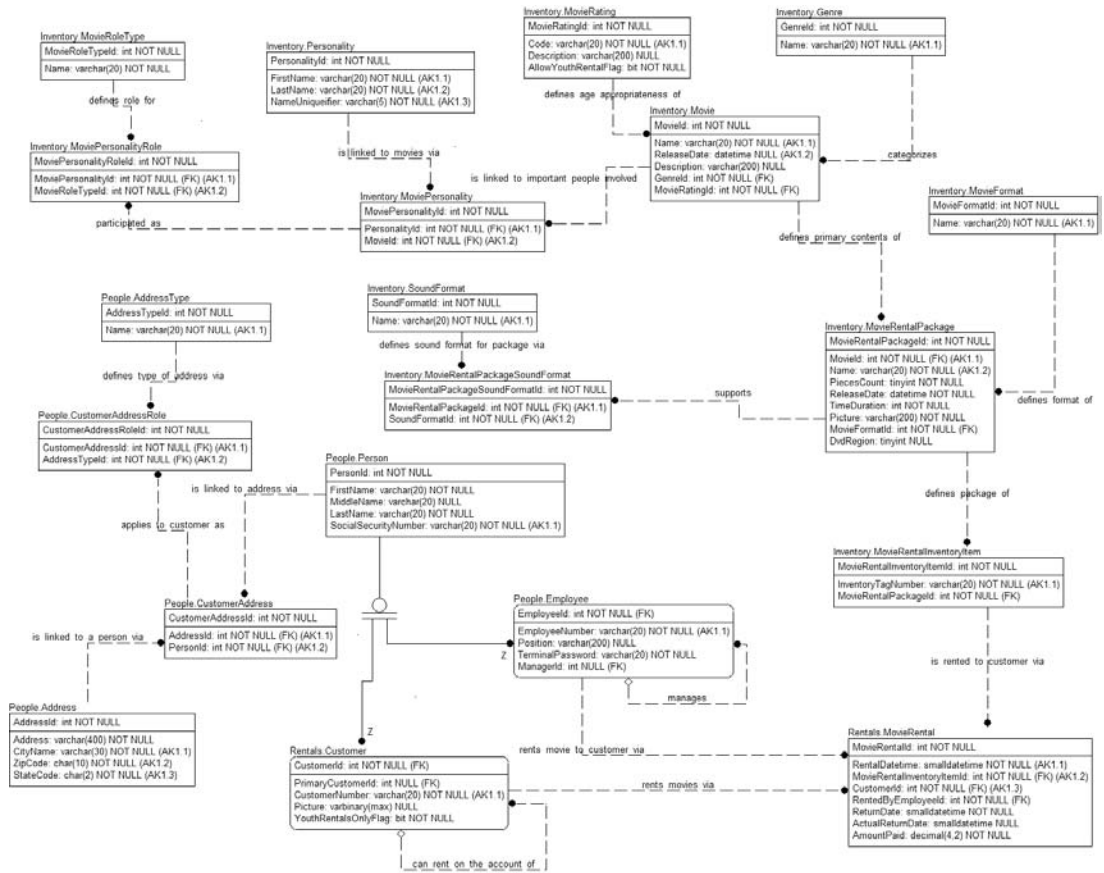 Inventory.MovieRoleType
MovieRoleTypeId: int NOT NULL
Name: varchar(20) NOT NULL
defines role for
Inventory.Personality
PersonalityId: int NOT NULL
FirstName: varchar(20) NOT NULL (AK1.1)
LastName: varchar(20) NOT NULL (AK1.2)
NameUniqueifier: varchar(5) NOT NULL (AK1.3)
is linked to movies via
Inventory.MovieRating
MovieRatingId: int NOT NULL
Code: varchar(20) NOT NULL (AK1.1)
Description: varchar(200) NULL
AllowYouthRentalFlag: bit NOT NULL
defines age appropriateness of
Inventory.Genre
GenreId: int NOT NULL
Name: varchar(20) NOT NULL (AK1.1)
categorizes
Inventory.Movie
MovieId: int NOT NULL
Name: varchar(20) NOT NULL (AK1.1)
ReleaseDate: datetime NOT NULL (AK1.2)
Description: varchar(200) NULL
GenreId: int NOT NULL (FK)
MovieRatingId: int NOT NULL (FK)
is linked to important people involved
defines primary contents of
Inventory.MoviePersonalityRole
MoviePersonalityRoleId: int NOT NULL
MoviePersonalityId: int NOT NULL (FK) (AK1.1)
MovieRoleTypeId: int NOT NULL (FK) (AK1.2)
participated as
Inventory.MoviePersonality
MoviePersonalityId: int NOT NULL
PersonalityId: int NOT NULL (FK) (AK1.1)
MovieId: int NOT NULL (FK) (AK1.2)
Inventory.MovieFormat
MovieFormatId: int NOT NULL
Name: varchar(20) NOT NULL (AK1.1)
defines format of
People.AddressType
AddressTypeId: int NOT NULL
Name: varchar(20) NOT NULL (AK1.1)
defines type of address via
Inventory.SoundFormat
SoundFormatId: int NOT NULL
Name: varchar(20) NOT NULL (AK1.1)
defines sound format for package via
Inventory.MovieRentalPackageSoundFormat
MovieRentalPackageSoundFormatId: int NOT NULL
MovieRentalPackageId: int NOT NULL (FK) (AK1.1)
SoundFormatId: int NOT NULL (FK) (AK1.2)
supports
Inventory.MovieRentalPackage
MovieRentalPackageId: int NOT NULL
MovieId: int NOT NULL (FK) (AK1.1)
Name: varchar(20) NOT NULL (AK1.2)
PiecesCount: tinyint NOT NULL
ReleaseDate: datetime NOT NULL
TimeDuration: int NOT NULL
Picture: varchar(200) NOT NULL
MovieFormatId: int NOT NULL (FK)
DvdRegion: tinyint NULL
defines package of
People.CustomerAddressRole
CustomerAddressRoleId: int NOT NULL
CustomerAddressId: int NOT NULL (FK) (AK1.1)
AddressTypeId: int NOT NULL (FK) (AK1.2)
applies to customer as
is linked to address via
People.Person
PersonId: int NOT NULL
FirstName: varchar(20) NOT NULL
MiddleName: varchar(20) NULL
LastName: varchar(20) NOT NULL
SocialSecurityNumber: varchar(20) NOT NULL (AK1.1)
Inventory.MovieRentalInventoryItem
MovieRentalInventoryItemId: int NOT NULL
InventoryTagNumber: varchar(20) NOT NULL (AK1.1)
MovieRentalPackageId: int NOT NULL (FK)
is rented to customer via
People.CustomerAddress
CustomerAddressId: int NOT NULL
AddressId: int NOT NULL (FK) (AK1.1)
PersonId: int NOT NULL (FK) (AK1.2)
is linked to a person via
People.Employee
EmployeeId: int NOT NULL (FK)
EmployeeNumber: varchar(20) NOT NULL (AK1.1)
Position: varchar(200) NULL
TerminalPassword: varchar(20) NOT NULL
ManagerId: int NULL (FK)
Z
manages
People.Address
AddressId: int NOT NULL
Address: varchar(400) NOT NULL
CityName: varchar(30) NOT NULL (AK1.1)
ZipCode: char(10) NOT NULL (AK1.2)
StateCode: char(2) NOT NULL (AK1.3)
Z
Rentals.Customer
CustomerId: int NOT NULL (FK)
PrimaryCustomerId: int NULL (FK)
CustomerNumber: varchar(20) NOT NULL (AK1.1)
Picture: varbinary(max) NULL
YouthRentalsOnlyFlag: bit NOT NULL
can rent on the account of
rents movie to customer via
rents movies via
Rentals.MovieRental
MovieRentalId: int NOT NULL
RentalDatetime: smalldatetime NOT NULL (AK1.1)
MovieRentalInventoryItemId: int NOT NULL (FK) (AK1.2)
CustomerId: int NOT NULL (FK) (AK1.3)
RentedByEmployeeId: int NOT NULL (FK)
ReturnDate: smalldatetime NOT NULL
ActualReturnDate: smalldatetime NULL
AmountPaid: decimal(4,2) NOT NULL